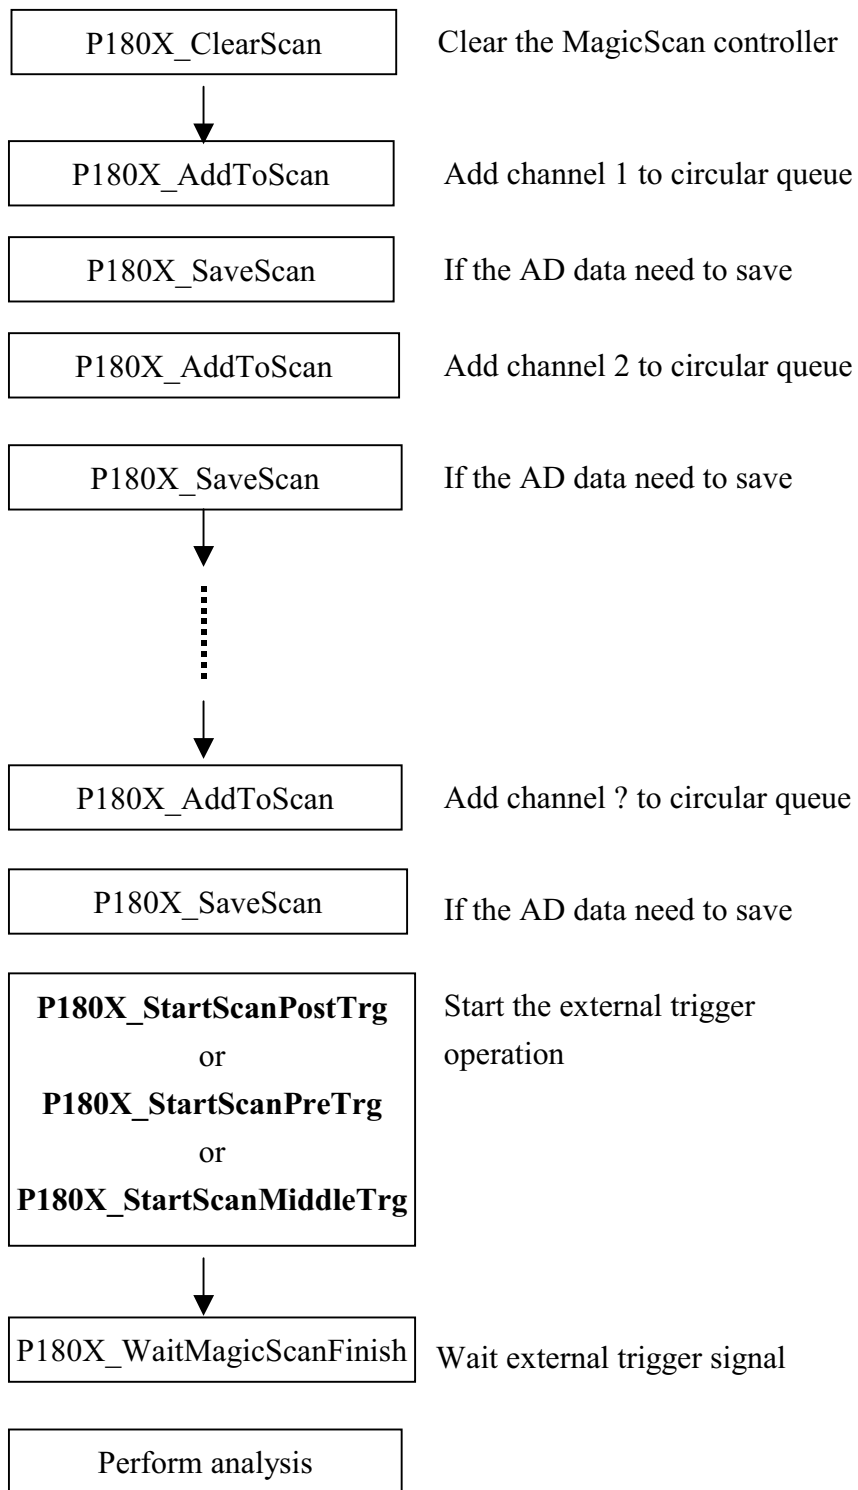 P180X_ClearScan Clear the MagicScan controller
P180X_AddToScan Add channel 1 to circular queue
P180X_SaveScan If the AD data need to save
P180X_AddToScan Add channel 2 to circular queue
P180X_SaveScan If the AD data need to save
P180X_AddToScan Add channel ? to circular queue
P180X_SaveScan If the AD data need to save
P180X_StartScanPostTrg
or
P180X_StartScanPreTrg
or
P180X_StartScanMiddleTrg
Start the external trigger
operation
P180X_WaitMagicScanFinish Wait external trigger signal
Perform analysis